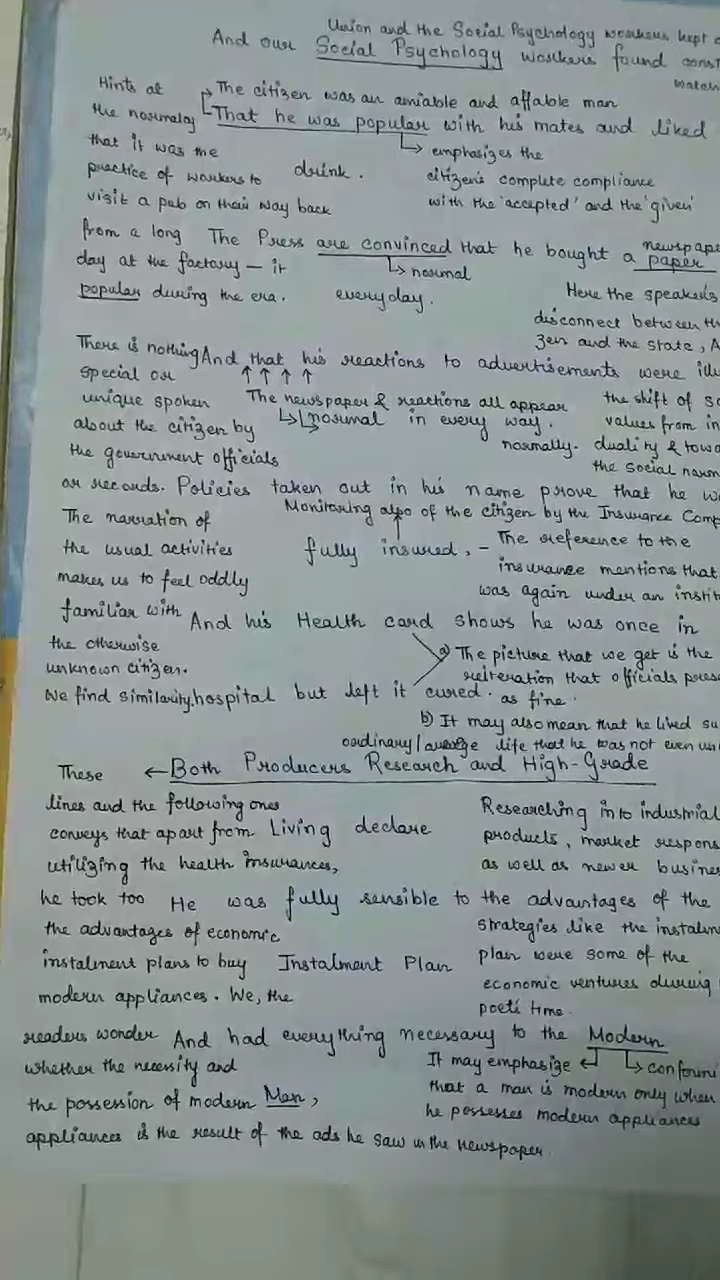 Union and the Social Psychology workers kept
And our Social Psychology workers found
Hints at The citizen was an amiable and affable man
the normalcy That he was popular with his mates and liked
that it was the emphasizes the
practice of workers to drink. citizen's complete compliance
visit a pub on their way back with the 'accepted' and the 'given'
from a long The Press are convinced that he bought a newspape
day at the factory – it normal paper
popular during the era. everyday. Here the speaker's
disconnect between th
zen and the state, A
There is nothing And that his reactions to advertisements were
special or
unique spoken The newspaper & reactions all appear the shift of
about the citizen by normal in every way. values from in
the government officials normally. duality & towa
the social norm
or records. Policies taken out in his name prove that he w
Monitoring also of the citizen by the Insurance Comp
The narration of
the usual activities fully insured, – The reference to the
makes us to feel oddly insurance mentions that
was again under an instit
familiar with And his Health card shows he was once in
the otherwise a) The picture that we get is the
unknown citizen. reiteration that officials prese
We find similarity. hospital but left it cured. as fine.
b) It may also mean that he lived su
ordinary/average life that he was not even un
These Both Producers Research and High-Grade
lines and the following ones Researching into industrial
conveys that apart from Living declare products, market respons
utilizing the health insurances, as well as newer busines
he took too He was fully sensible to the advantages of the
the advantages of economic strategies like the instalm
instalment plans to buy Instalment Plan plan were some of the
modern appliances. We, the economic ventures during
poet's time.
readers wonder And had everything necessary to the Modern
whether the necessity and It may emphasize conformi
the possession of modern Man, that a man is modern only when
he possesses modern appliances
appliances is the result of the ads he saw in the newspaper.